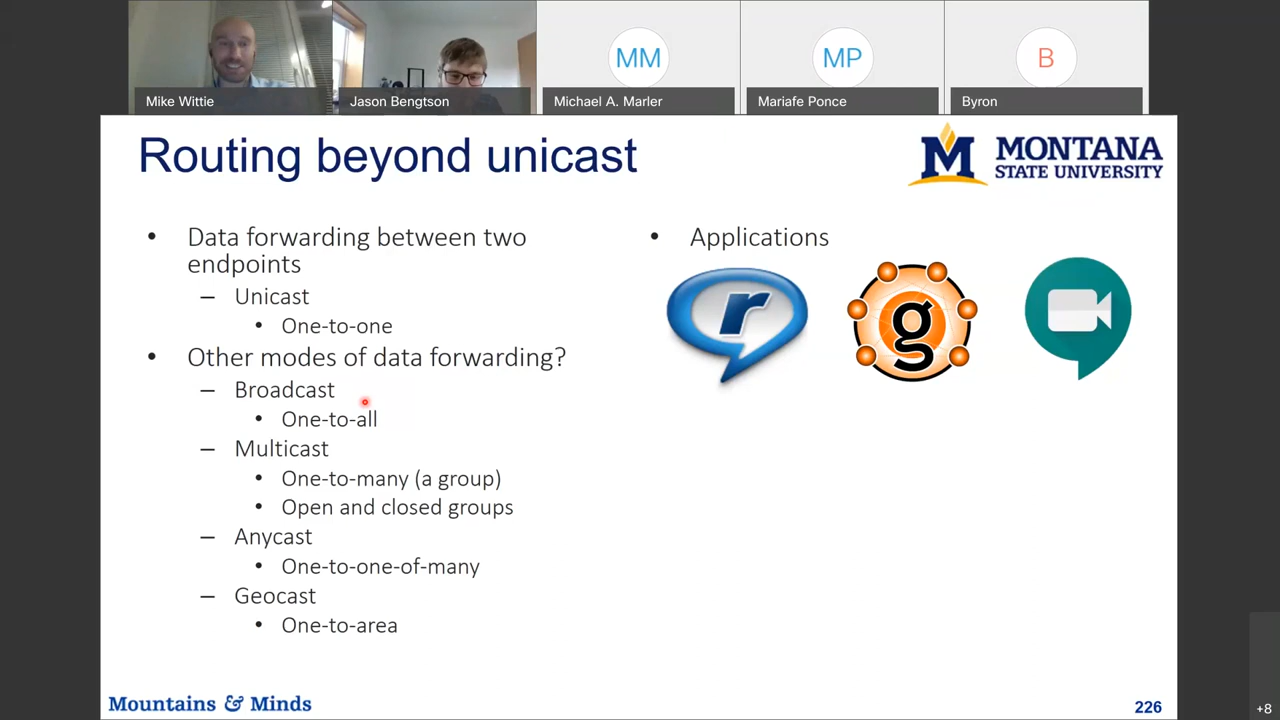 MM
MP
B
Mike Wittie
Jason Bengtson
Michael A. Marler
Mariafe Ponce
Byron
Routing beyond unicast
M
MONTANA
STATE UNIVERSITY
• Data forwarding between two
endpoints
– Unicast
• One-to-one
• Other modes of data forwarding?
– Broadcast
• One-to-all
– Multicast
• One-to-many (a group)
• Open and closed groups
– Anycast
• One-to-one-of-many
– Geocast
• One-to-area
• Applications
r
g
Mountains & Minds
226
+8